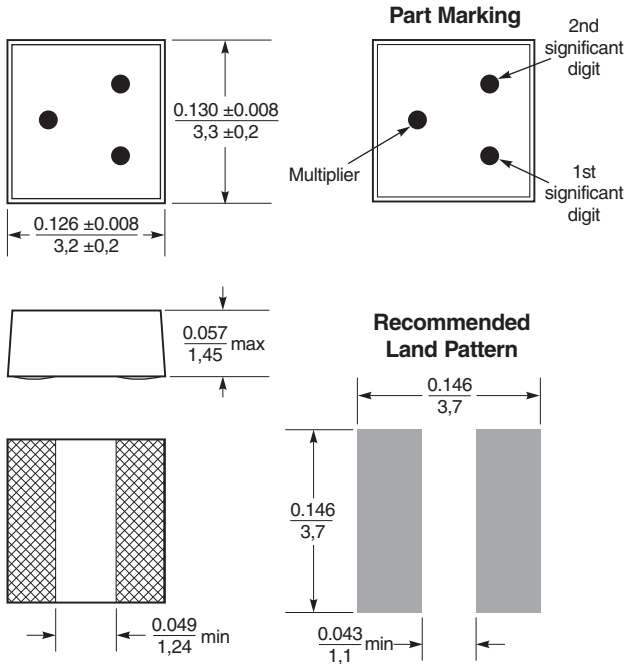 Part Marking
2nd
significant
digit
0.130 ±0.008
3,3 ±0,2
Multiplier
1st
significant
digit
0.126 ±0.008
3,2 ±0,2
0.057
1,45
max
Recommended
Land Pattern
0.146
3,7
0.146
3,7
0.049
1,24
min
0.043
1,1
min